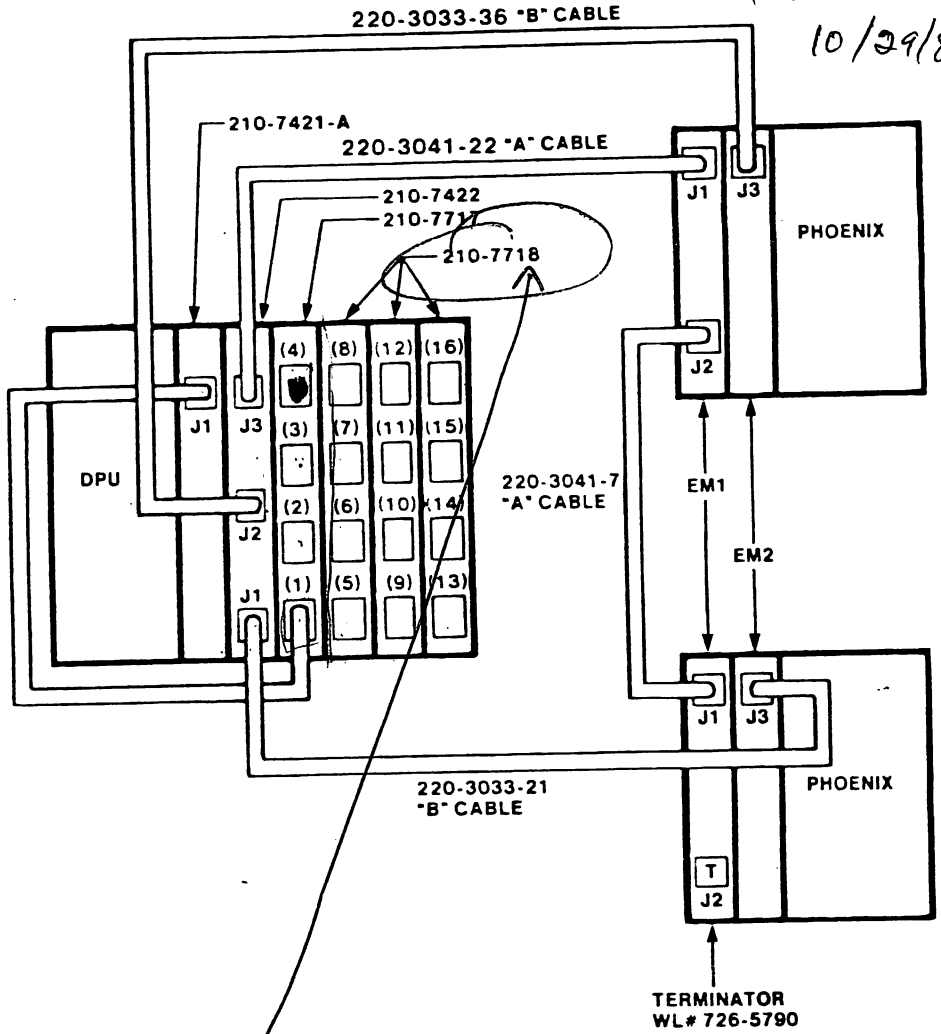 220-3033-36 "B" CABLE
10/29/
210-7421-A
220-3041-22 "A" CABLE
210-7422
210-7717
210-7718
J1
J3
PHOENIX
J2
(4)
(8)
(12)
(16)
J1
J3
(3)
(7)
(11)
(15)
DPU
220-3041-7
"A" CABLE
EM1
J2
(2)
(6)
(10)
(14)
EM2
J1
(1)
(5)
(9)
(13)
J1
J3
220-3033-21
"B" CABLE
PHOENIX
T
J2
TERMINATOR
WL# 726-5790